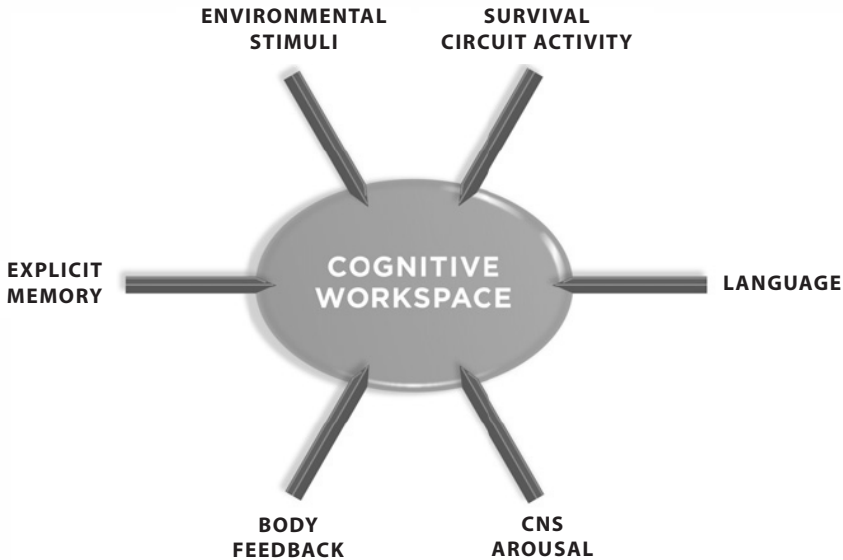 ENVIRONMENTAL
STIMULI
SURVIVAL
CIRCUIT ACTIVITY
EXPLICIT
MEMORY
COGNITIVE
WORKSPACE
LANGUAGE
BODY
FEEDBACK
CNS
AROUSAL